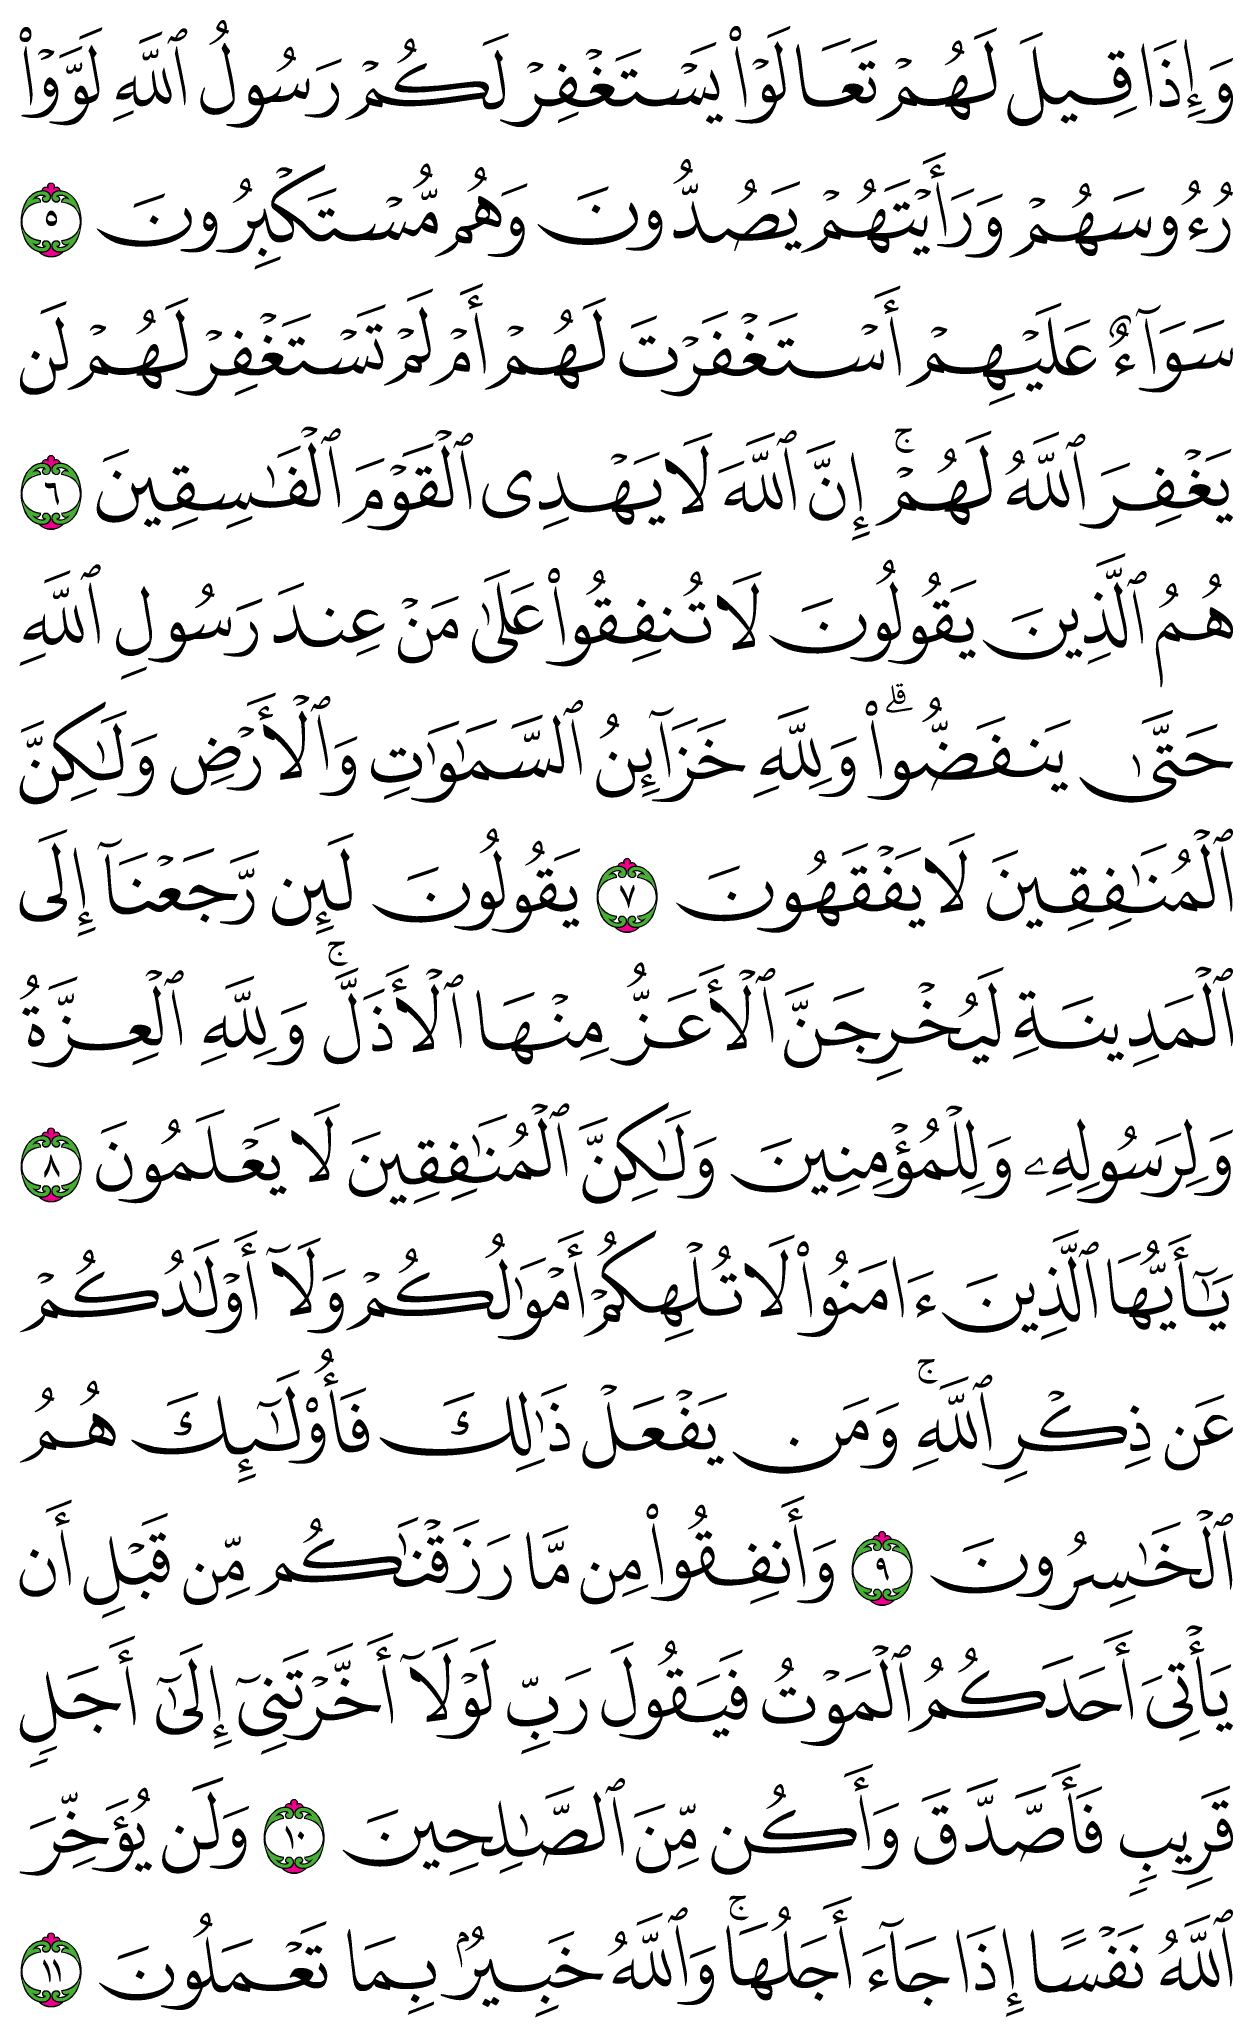 وَإِذَا قِيلَ لَهُمۡ تَعَالَوۡاْ يَسۡتَغۡفِرۡ لَكُمۡ رَسُولُ ٱللَّهِ لَوَّوۡاْ
رُءُوسَهُمۡ وَرَأَيۡتَهُمۡ يَصُدُّونَ وَهُم مُّسۡتَكۡبِرُونَ ٥
سَوَآءٌ عَلَيۡهِمۡ أَسۡتَغۡفَرۡتَ لَهُمۡ أَمۡ لَمۡ تَسۡتَغۡفِرۡ لَهُمۡ لَن
يَغۡفِرَ ٱللَّهُ لَهُمۡۚ إِنَّ ٱللَّهَ لَا يَهۡدِي ٱلۡقَوۡمَ ٱلۡفَٰسِقِينَ ٦
هُمُ ٱلَّذِينَ يَقُولُونَ لَا تُنفِقُواْ عَلَىٰ مَنۡ عِندَ رَسُولِ ٱللَّهِ
حَتَّىٰ يَنفَضُّواْۗ وَلِلَّهِ خَزَآئِنُ ٱلسَّمَٰوَٰتِ وَٱلۡأَرۡضِ وَلَٰكِنَّ
ٱلۡمُنَٰفِقِينَ لَا يَفۡقَهُونَ ٧ يَقُولُونَ لَئِن رَّجَعۡنَآ إِلَى
ٱلۡمَدِينَةِ لَيُخۡرِجَنَّ ٱلۡأَعَزُّ مِنۡهَا ٱلۡأَذَلَّۚ وَلِلَّهِ ٱلۡعِزَّةُ
وَلِرَسُولِهِۦ وَلِلۡمُؤۡمِنِينَ وَلَٰكِنَّ ٱلۡمُنَٰفِقِينَ لَا يَعۡلَمُونَ ٨
يَٰٓأَيُّهَا ٱلَّذِينَ ءَامَنُواْ لَا تُلۡهِكُمۡ أَمۡوَٰلُكُمۡ وَلَآ أَوۡلَٰدُكُمۡ
عَن ذِكۡرِ ٱللَّهِۚ وَمَن يَفۡعَلۡ ذَٰلِكَ فَأُوْلَٰٓئِكَ هُمُ
ٱلۡخَٰسِرُونَ ٩ وَأَنفِقُواْ مِن مَّا رَزَقۡنَٰكُم مِّن قَبۡلِ أَن
يَأۡتِيَ أَحَدَكُمُ ٱلۡمَوۡتُ فَيَقُولَ رَبِّ لَوۡلَآ أَخَّرۡتَنِيٓ إِلَىٰٓ أَجَلٖ
قَرِيبٖ فَأَصَّدَّقَ وَأَكُن مِّنَ ٱلصَّٰلِحِينَ ١٠ وَلَن يُؤَخِّرَ
ٱللَّهُ نَفۡسًا إِذَا جَآءَ أَجَلُهَاۚ وَٱللَّهُ خَبِيرُۢ بِمَا تَعۡمَلُونَ ١١